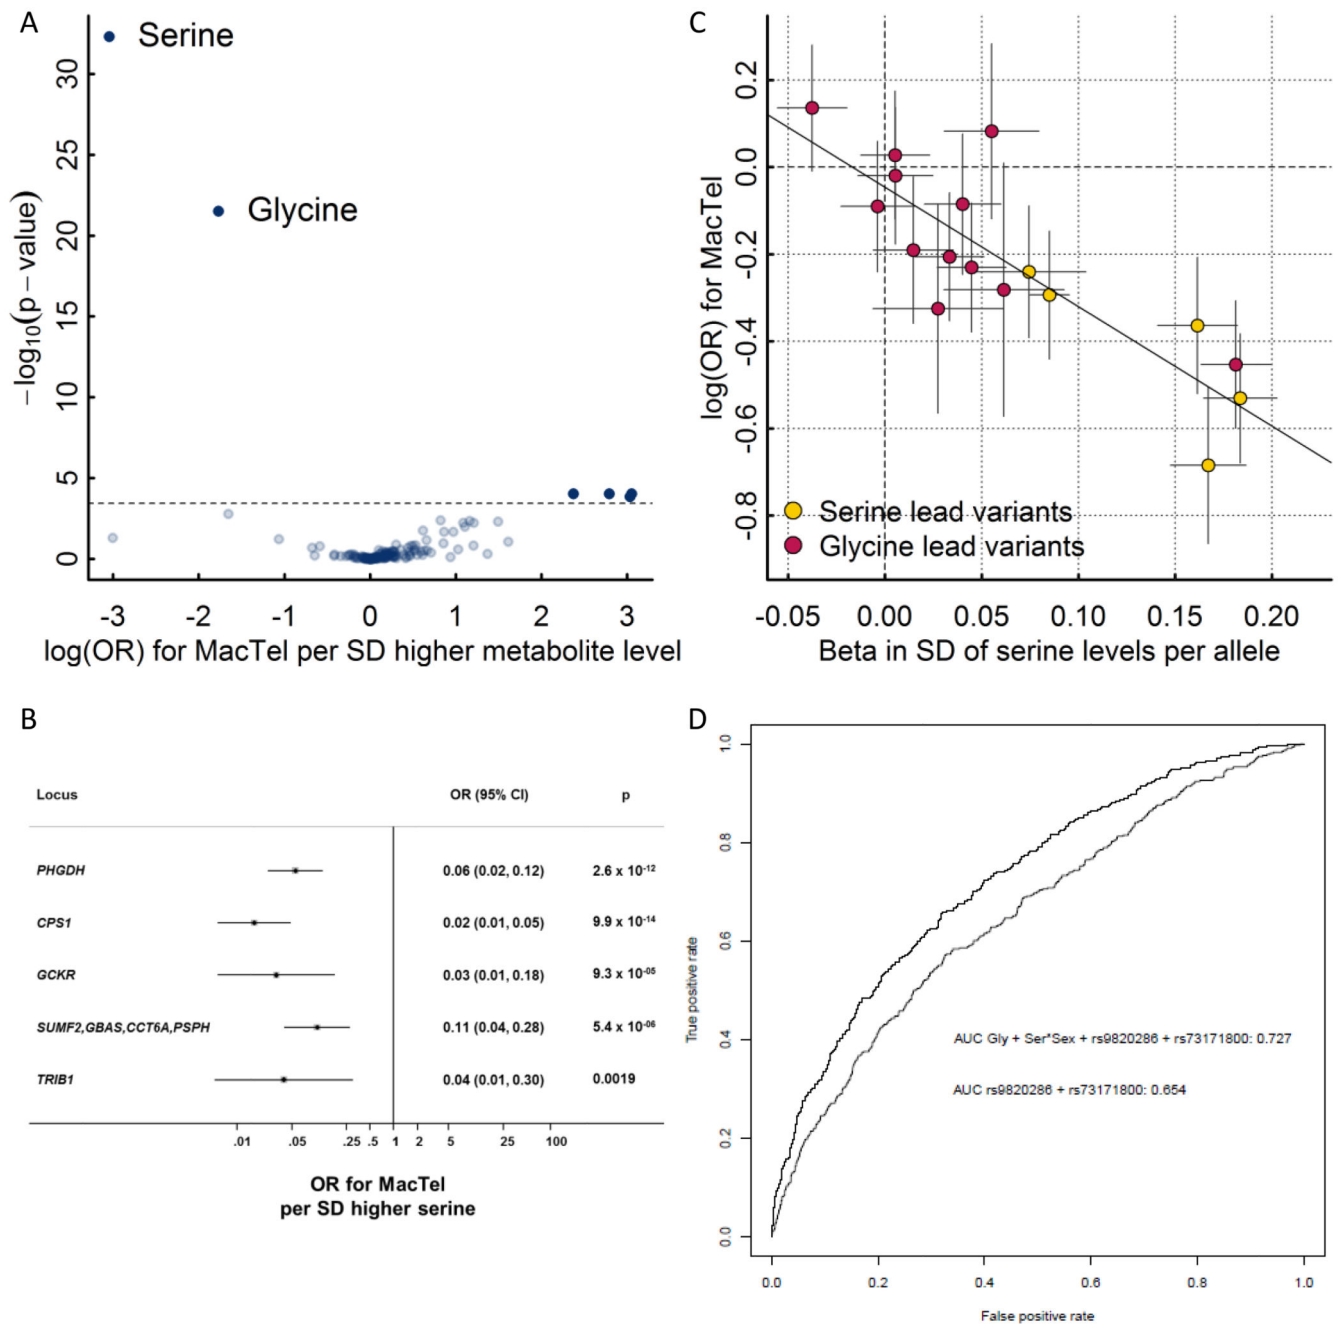 A
Serine
Glycine
−log10(p−value)
0
5
10
15
20
25
30
-3
-2
-1
0
1
2
3
log(OR) for MacTel per SD higher metabolite level
C
log(OR) for MacTel
0.2
0.0
-0.2
-0.4
-0.6
-0.8
Serine lead variants
Glycine lead variants
-0.05
0.00
0.05
0.10
0.15
0.20
Beta in SD of serine levels per allele
B
Locus OR (95% CI) p
PHGDH 0.06 (0.02, 0.12) 2.6 x 10-12
CPS1 0.02 (0.01, 0.05) 9.9 x 10-14
GCKR 0.03 (0.01, 0.18) 9.3 x 10-05
SUMF2,GBAS,CCT6A,PSPH 0.11 (0.04, 0.28) 5.4 x 10-06
TRIB1 0.04 (0.01, 0.30) 0.0019
.01 .05 .25 .5 1 2 5 25 100
OR for MacTel
per SD higher serine
D
True positive rate
0.0
0.2
0.4
0.6
0.8
1.0
AUC Gly + Ser*Sex + rs9820286 + rs73171800: 0.727
AUC rs9820286 + rs73171800: 0.654
0.0
0.2
0.4
0.6
0.8
1.0
False positive rate